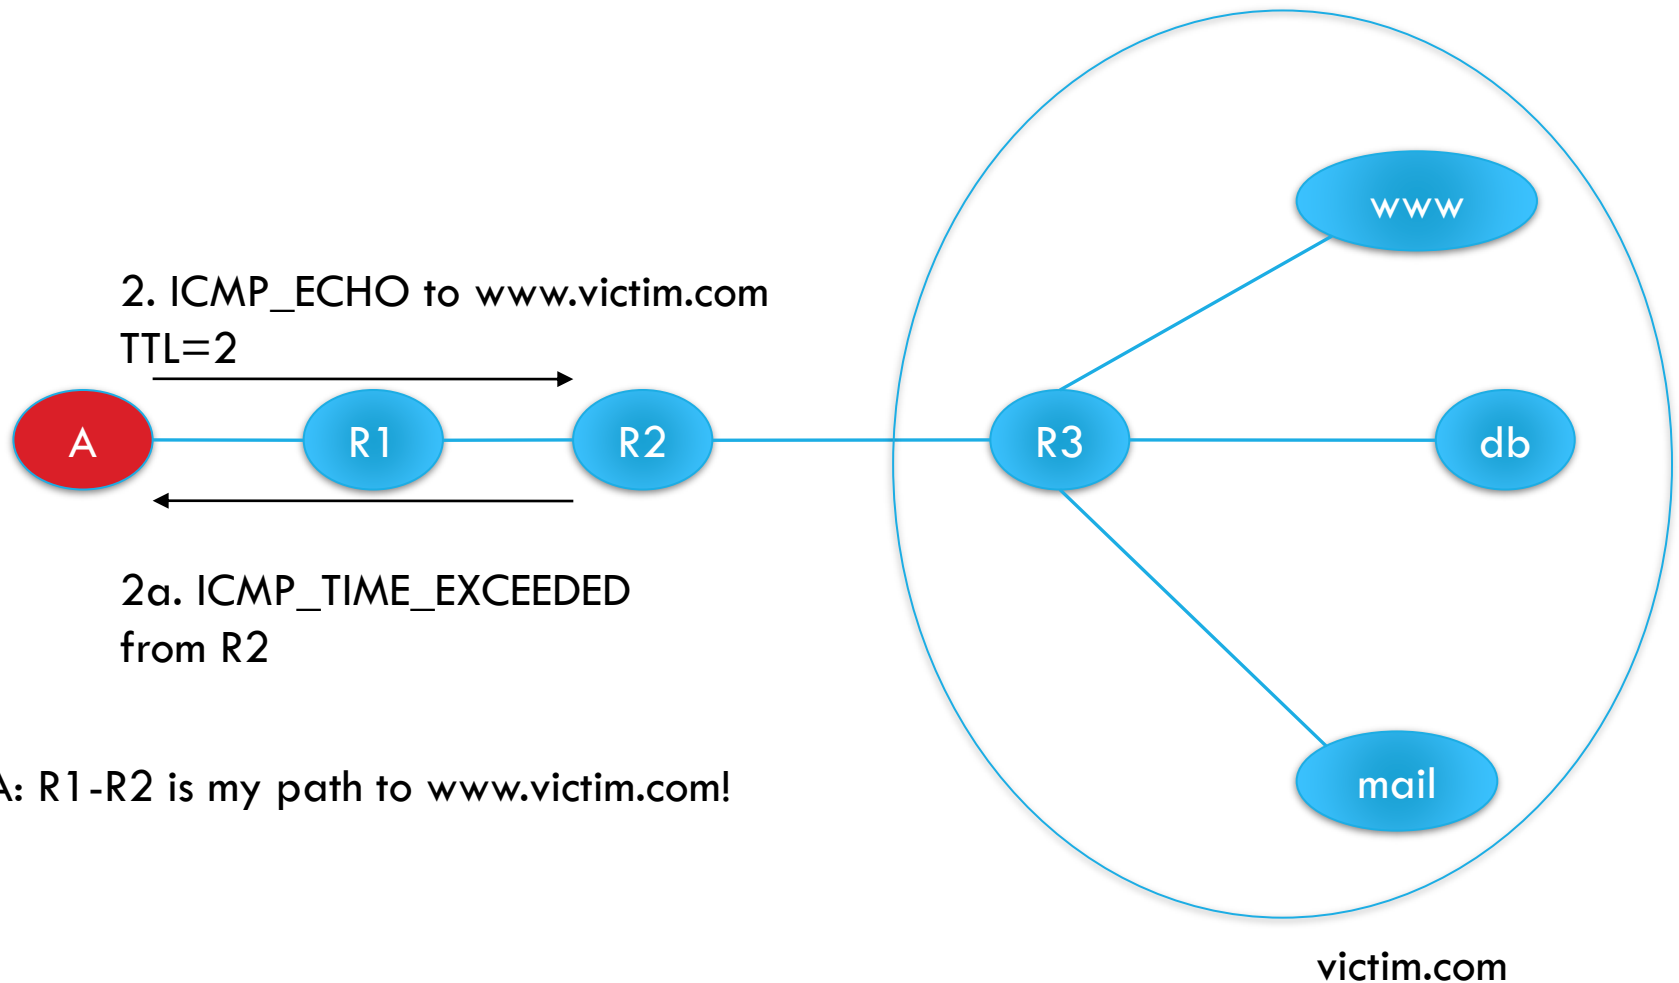 www
2. ICMP_ECHO to www.victim.com
TTL=2
A
R1
R2
R3
db
2a. ICMP_TIME_EXCEEDED
from R2
A: R1-R2 is my path to www.victim.com!
mail
victim.com